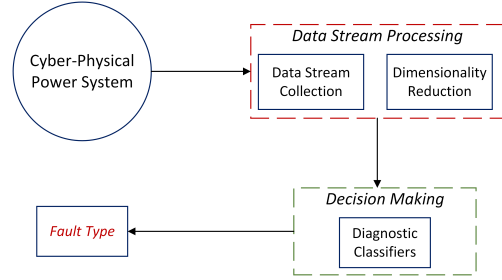 Data Stream Processing
Cyber-Physical
Power System
Data Stream
Collection
Dimensionality
Reduction
Decision Making
Diagnostic
Classifiers
Fault Type